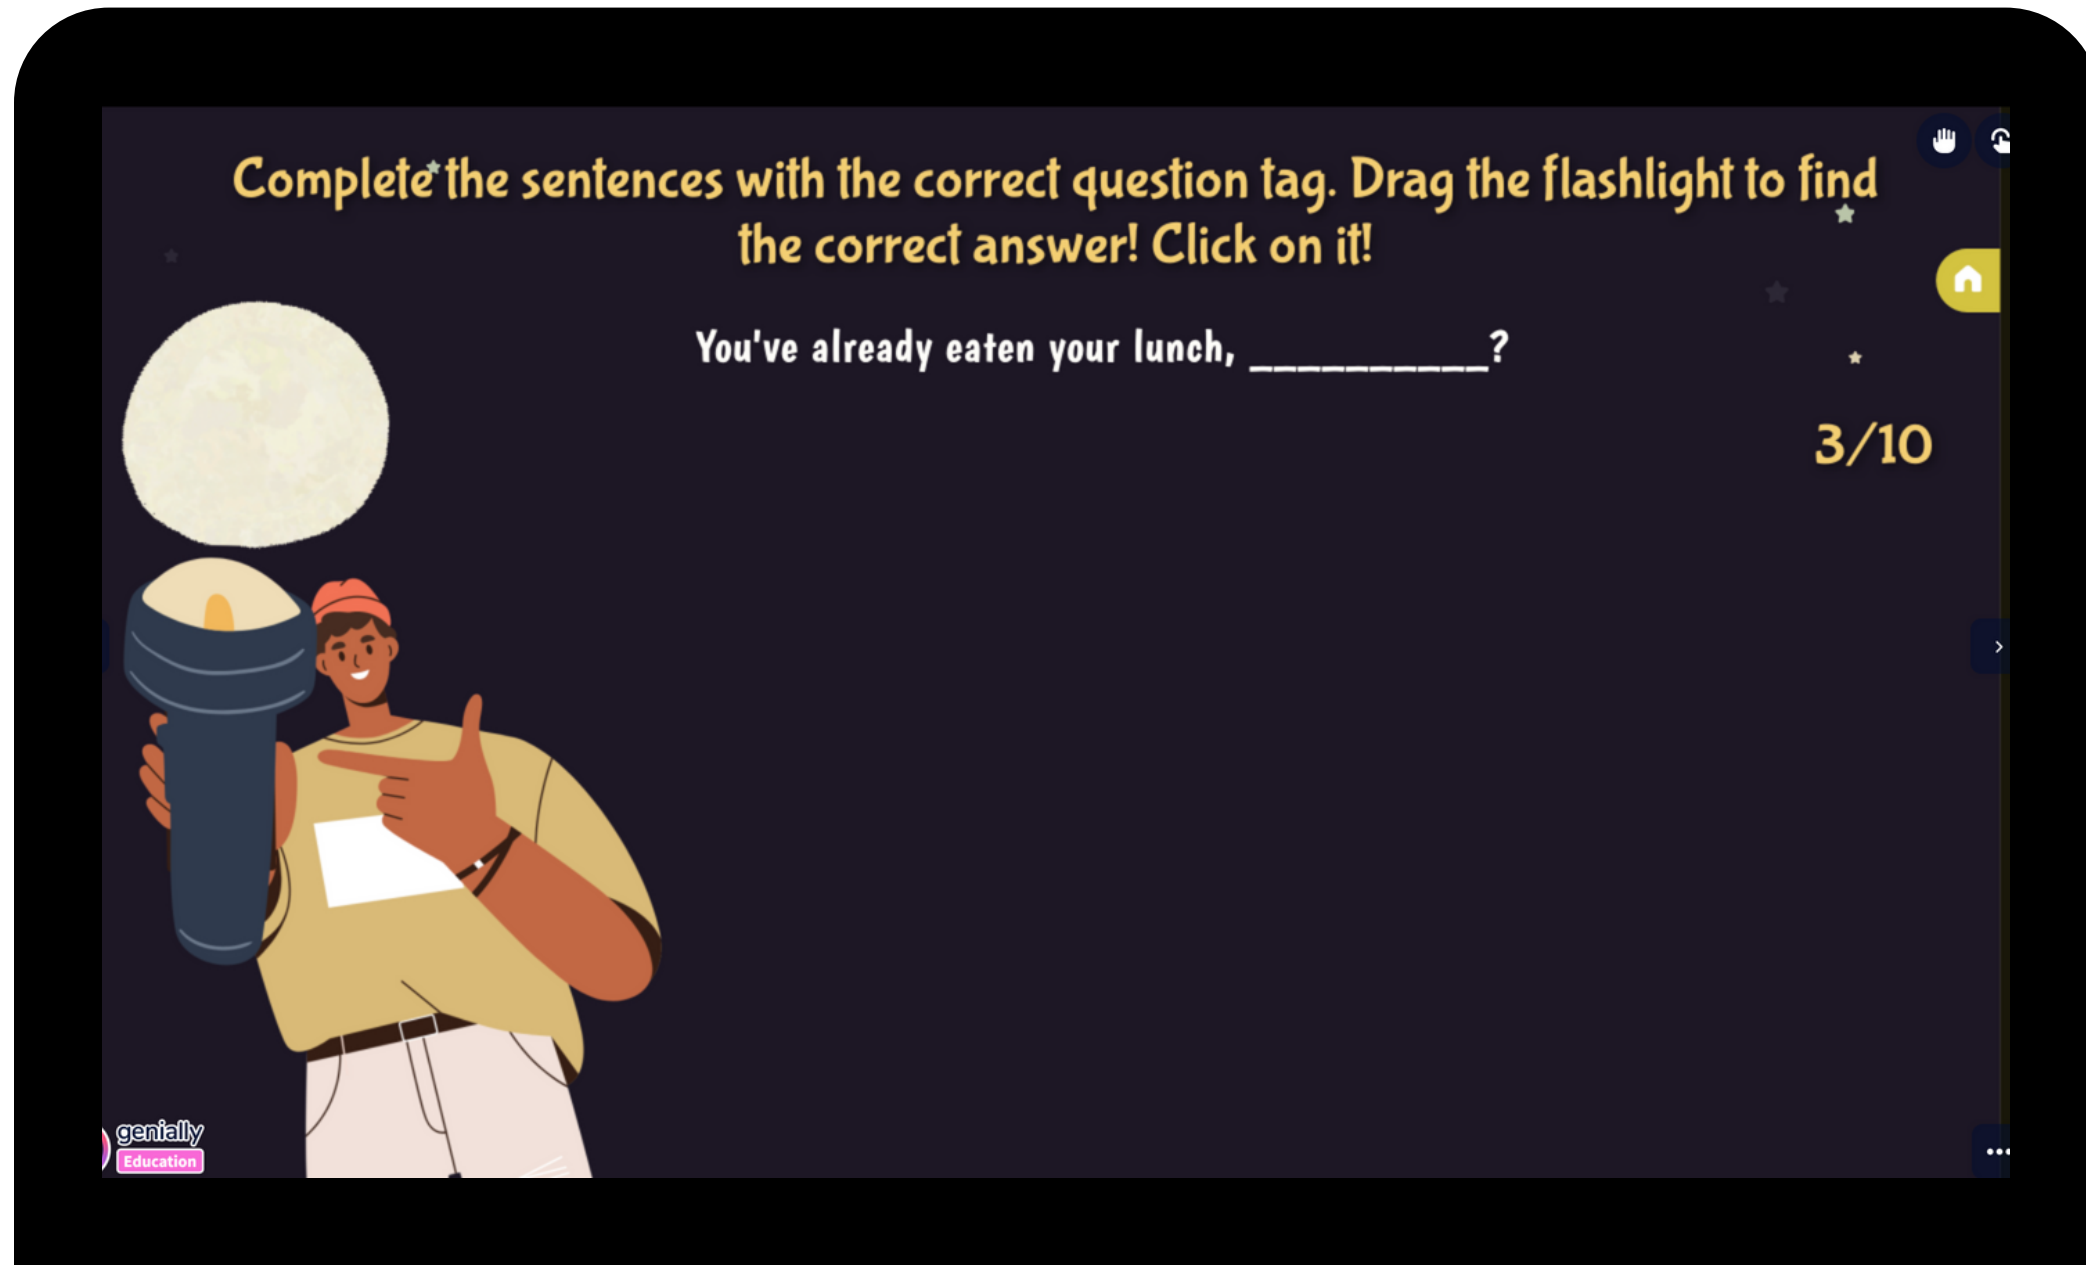 Complete the sentences with the correct question tag. Drag the flashlight to find
the correct answer! Click on it!
You've already eaten your lunch, __________?
3/10
genially
Education